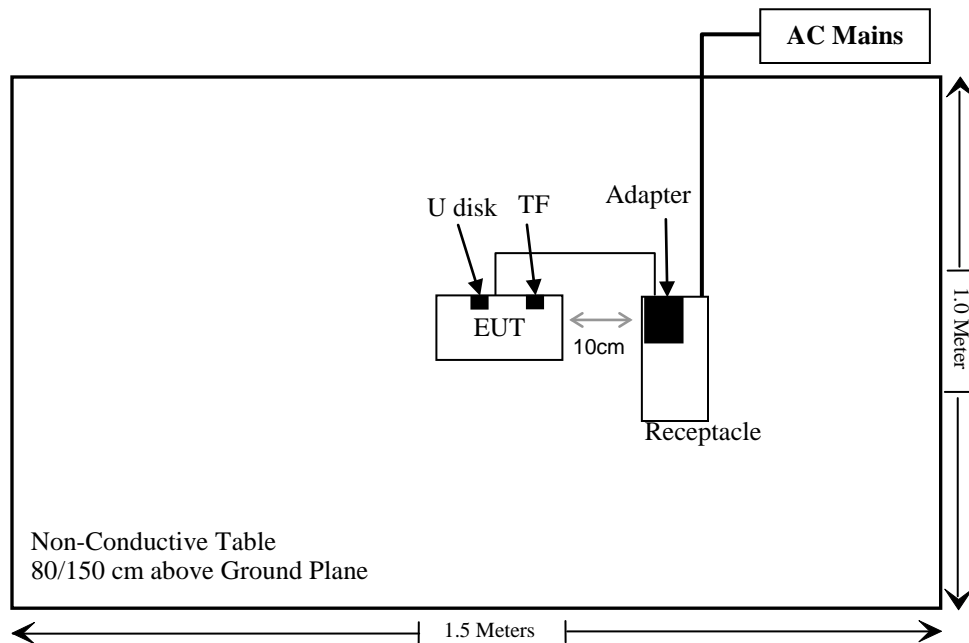 AC Mains
Adapter
U disk
TF
EUT
10cm
Receptacle
1.0 Meter
Non-Conductive Table
80/150 cm above Ground Plane
1.5 Meters